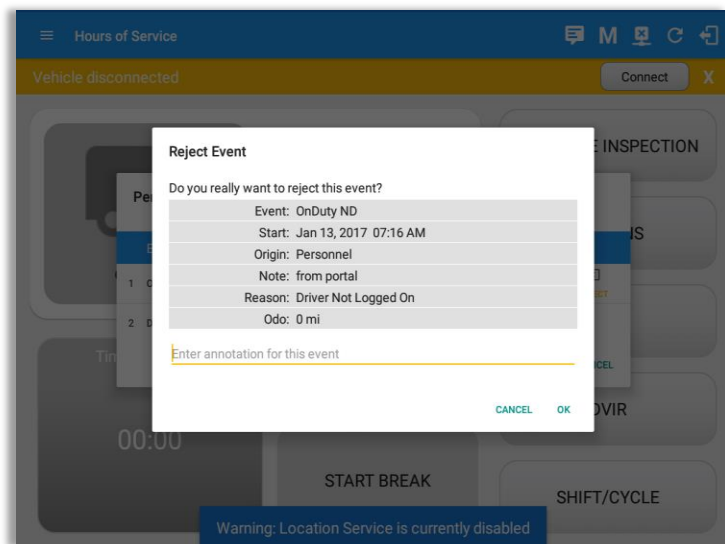 Hours of Service
M
Vehicle disconnected
Connect
X
INSPECTION
Reject Event
Do you really want to reject this event?
Event: OnDuty ND
Start: Jan 13, 2017 07:16 AM
Origin: Personnel
Note: from portal
Reason: Driver Not Logged On
Odo: 0 mi
Enter annotation for this event
CANCEL
OK
1
2
00:00
START BREAK
SHIFT/CYCLE
Warning: Location Service is currently disabled